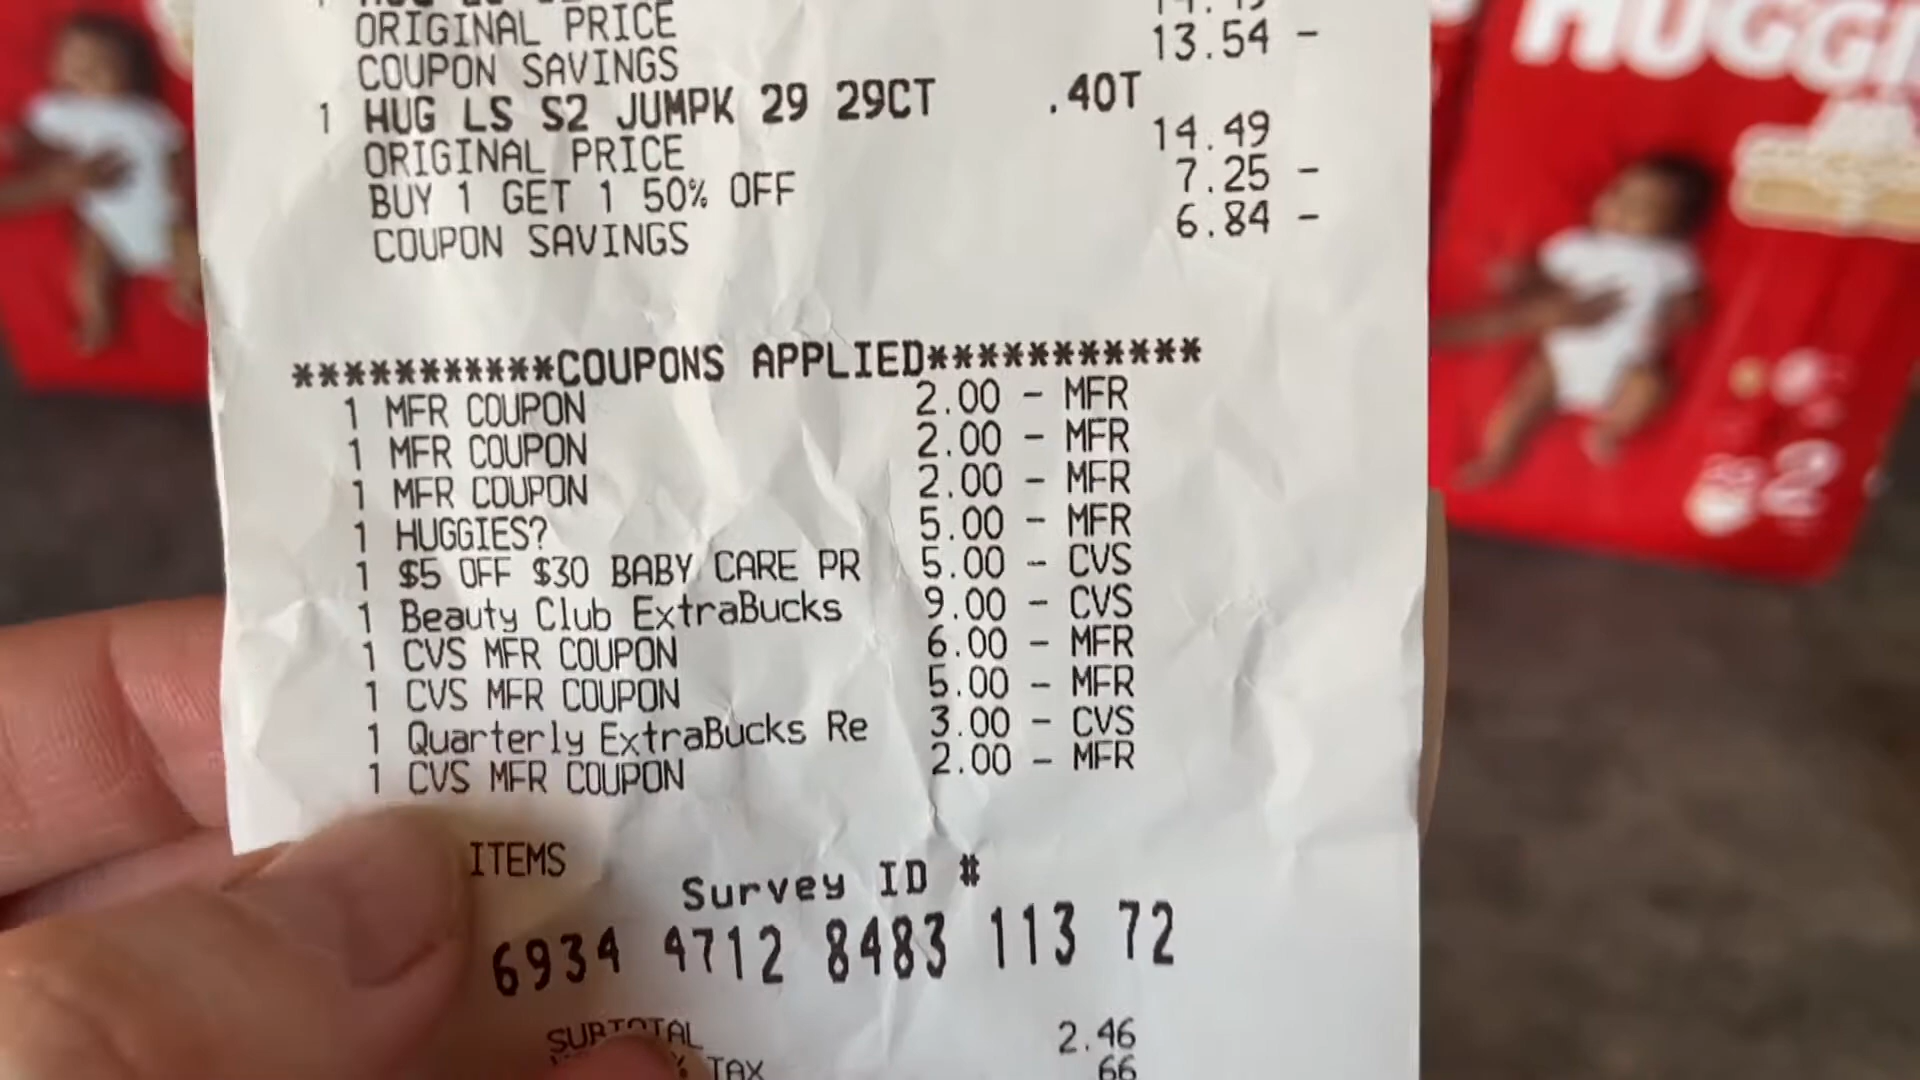 ORIGINAL PRICE
COUPON SAVINGS 13.54 -
1 HUG LS S2 JUMPK 29 29CT .40T
ORIGINAL PRICE 14.49
BUY 1 GET 1 50% OFF 7.25 -
COUPON SAVINGS 6.84 -
***********COUPONS APPLIED***********
1 MFR COUPON 2.00 - MFR
1 MFR COUPON 2.00 - MFR
1 MFR COUPON 2.00 - MFR
1 HUGGIES? 5.00 - MFR
1 $5 OFF $30 BABY CARE PR 5.00 - CVS
1 Beauty Club ExtraBucks 9.00 - CVS
1 CVS MFR COUPON 6.00 - MFR
1 CVS MFR COUPON 5.00 - MFR
1 Quarterly ExtraBucks Re 3.00 - CVS
1 CVS MFR COUPON 2.00 - MFR
ITEMS
Survey ID #
6934 4712 8483 113 72
SUBTOTAL 2.46
% TAX 66
HUGGI
2